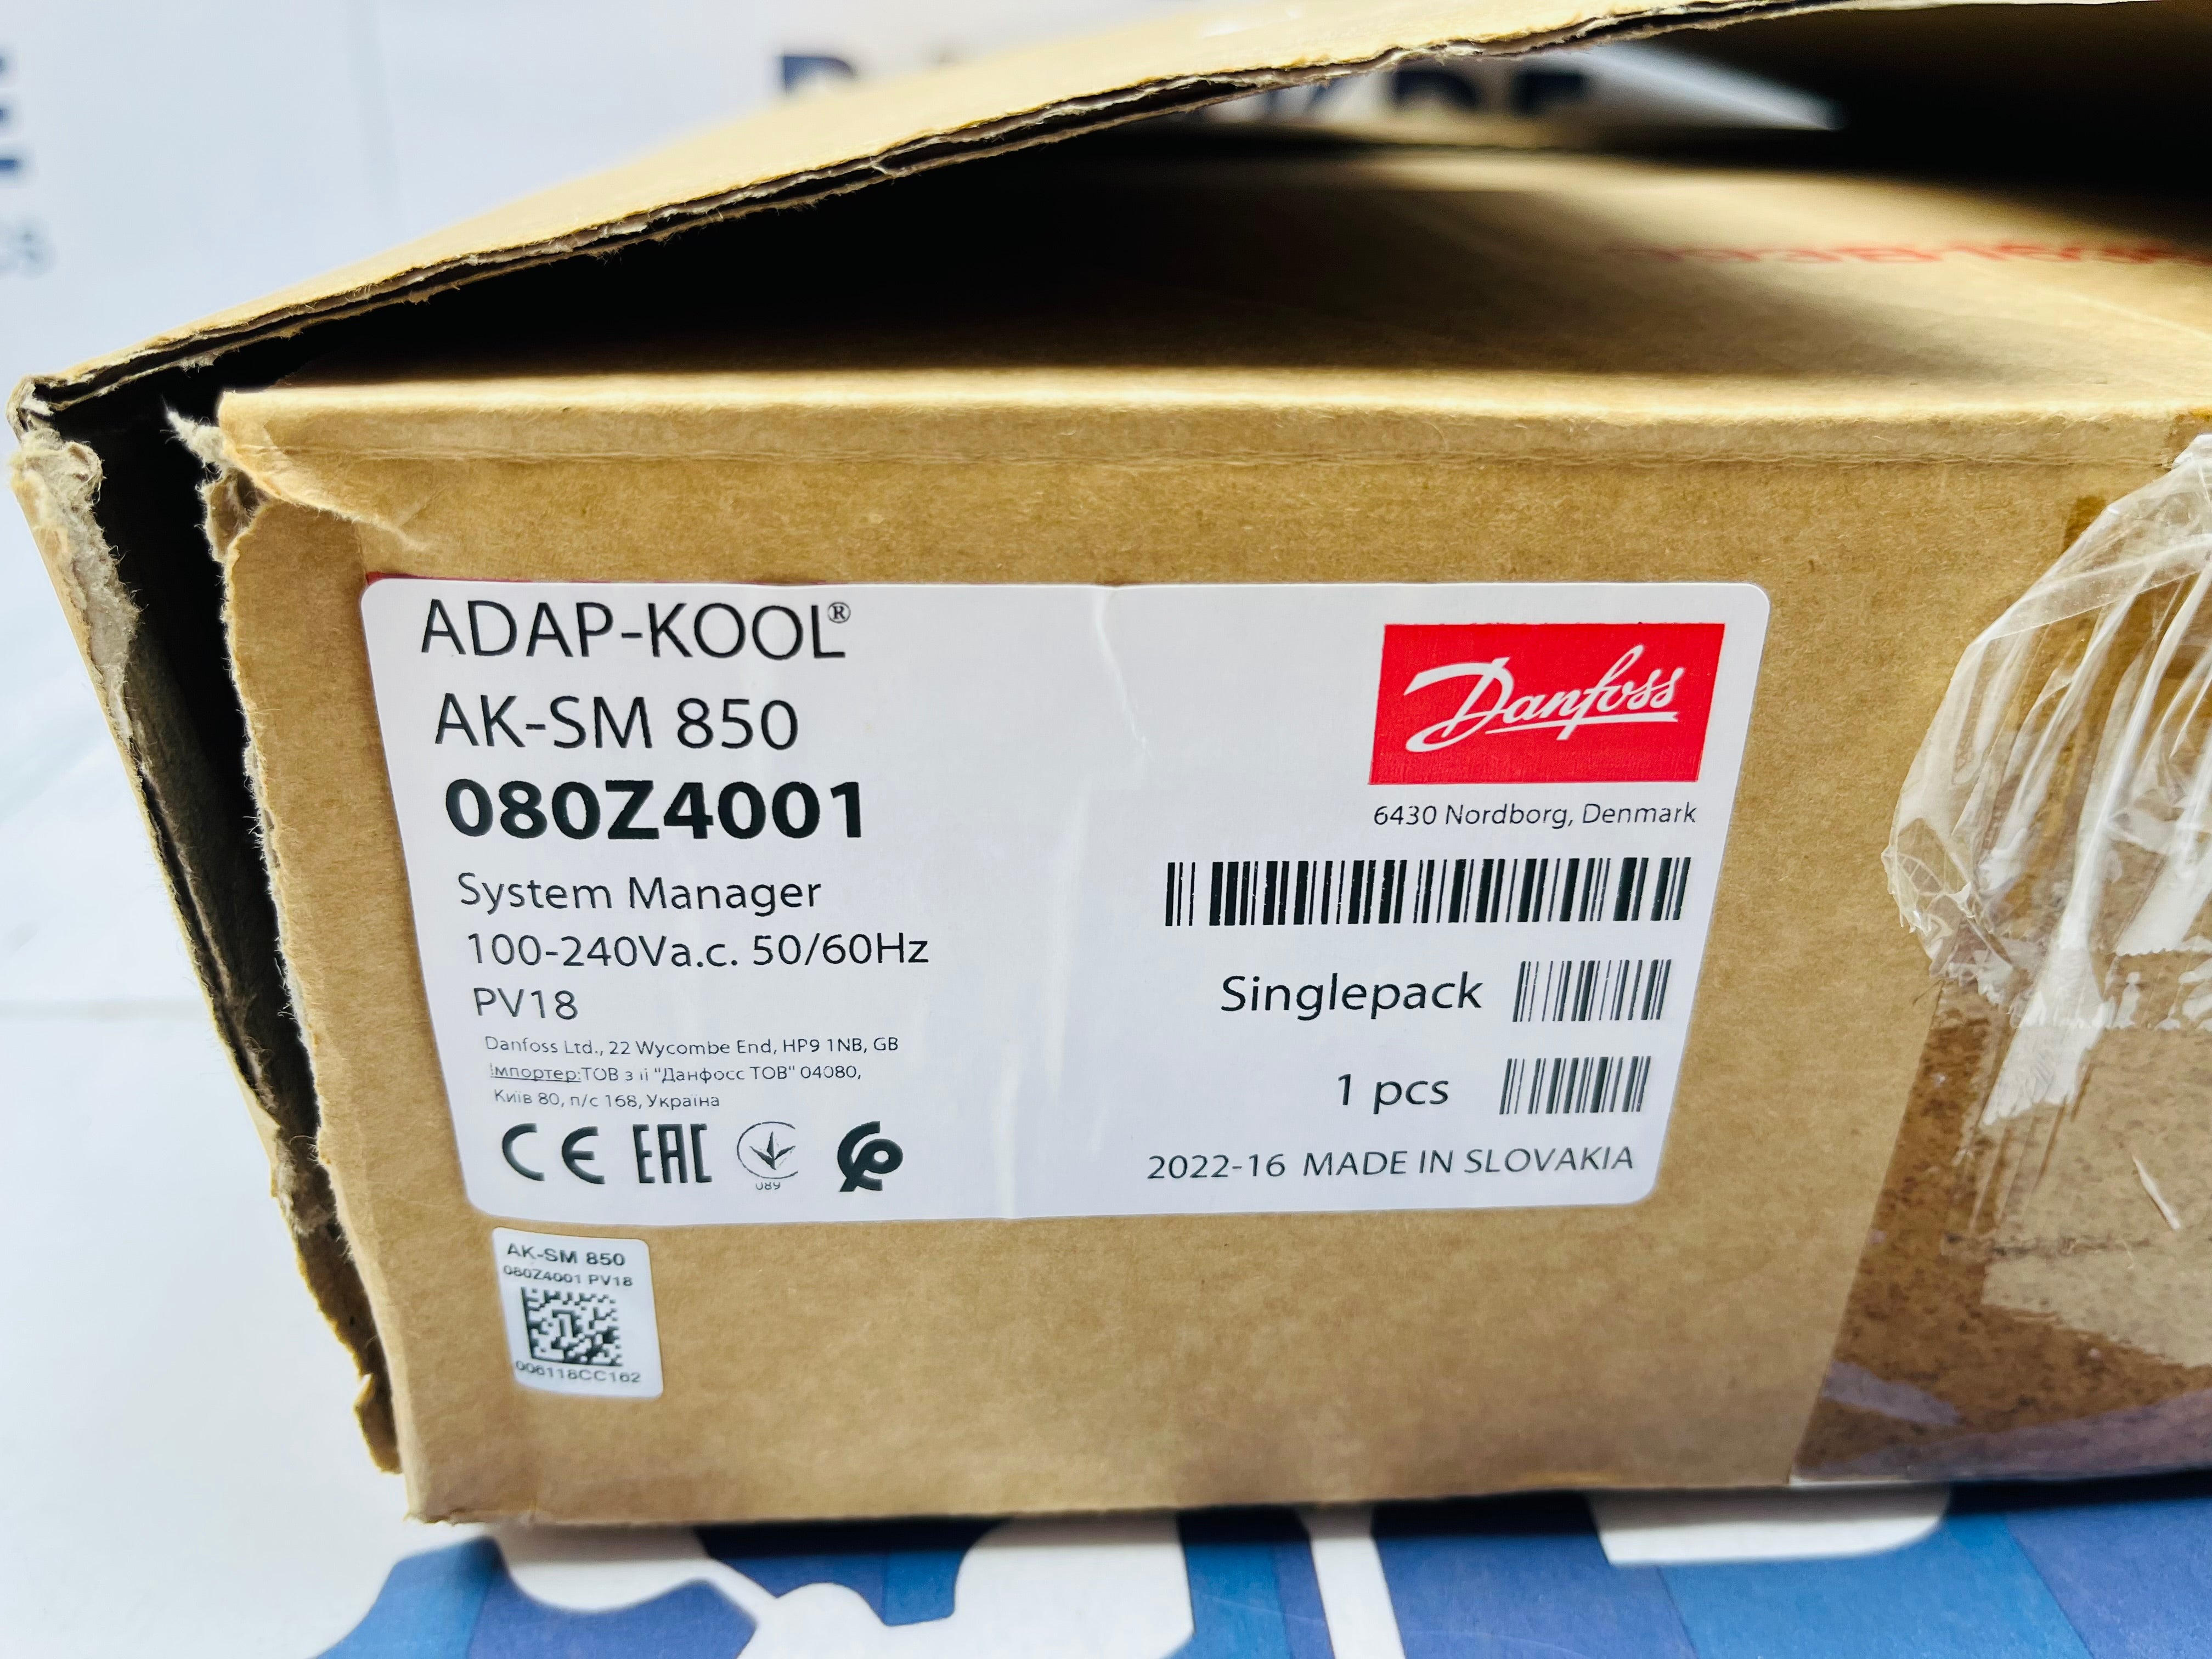 ADAP-KOOL®
AK-SM 850
080Z4001
System Manager
100-240Va.c. 50/60Hz
PV18
Danfoss Ltd., 22 Wycombe End, HP9 1NB, GB
Імпортер:ТОВ з іі "Данфосс ТОВ" 04080,
Київ 80, п/с 168, Україна
CE EAC
089
Danfoss
6430 Nordborg, Denmark
Singlepack
1 pcs
2022-16 MADE IN SLOVAKIA
AK-SM 850
080Z4001 PV18
006118CC162